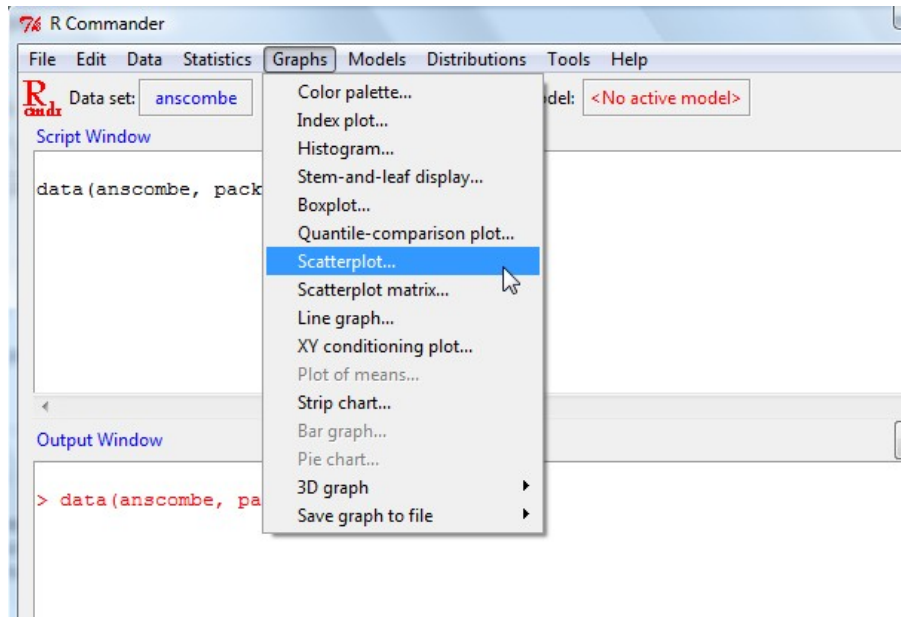 R Commander
File Edit Data Statistics Graphs Models Distributions Tools Help
R cmdr Data set: anscombe <No active model>
Script Window
data(anscombe,
Output Window
> data(anscombe,
Color palette...
Index plot...
Histogram...
Stem-and-leaf display...
Boxplot...
Quantile-comparison plot...
Scatterplot...
Scatterplot matrix...
Line graph...
XY conditioning plot...
Plot of means...
Strip chart...
Bar graph...
Pie chart...
3D graph
Save graph to file